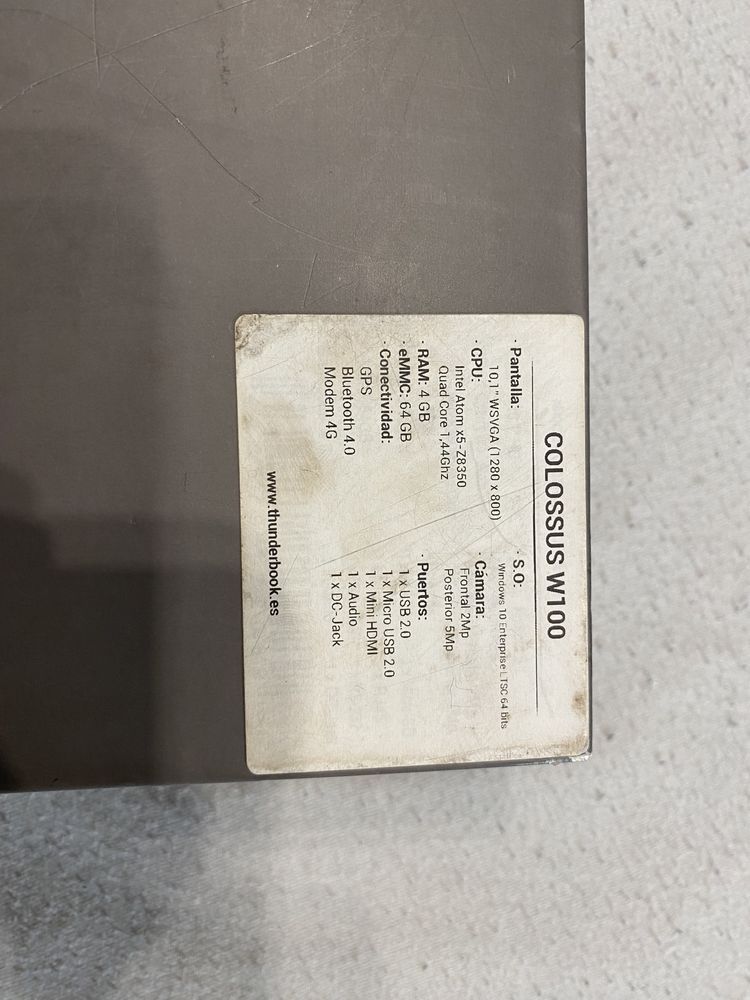 COLOSSUS W100
· Pantalla:
10,1" WSVGA (1280 x 800)
· CPU:
Intel Atom x5-Z8350
Quad Core 1,44Ghz
· RAM: 4 GB
· eMMC: 64 GB
· Conectividad:
GPS
Bluetooth 4.0
Modem 4G
· S.O:
Windows 10 Enterprise LTSC 64 bits
· Cámara:
Frontal 2Mp
Posterior 5Mp
· Puertos:
1 x USB 2.0
1 x Micro USB 2.0
1 x Mini HDMI
1 x Audio
1 x DC-Jack
www.thunderbook.es